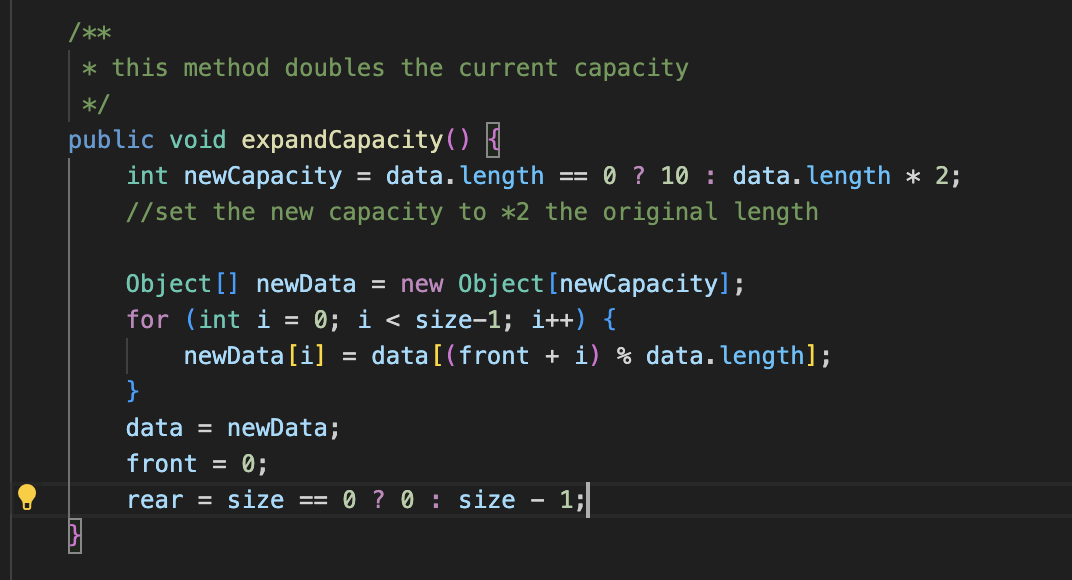 /**
 * this method doubles the current capacity
 */
public void expandCapacity() {
    int newCapacity = data.length == 0 ? 10 : data.length * 2;
    //set the new capacity to *2 the original length

    Object[] newData = new Object[newCapacity];
    for (int i = 0; i < size-1; i++) {
        newData[i] = data[(front + i) % data.length];
    }
    data = newData;
    front = 0;
    rear = size == 0 ? 0 : size - 1;
}